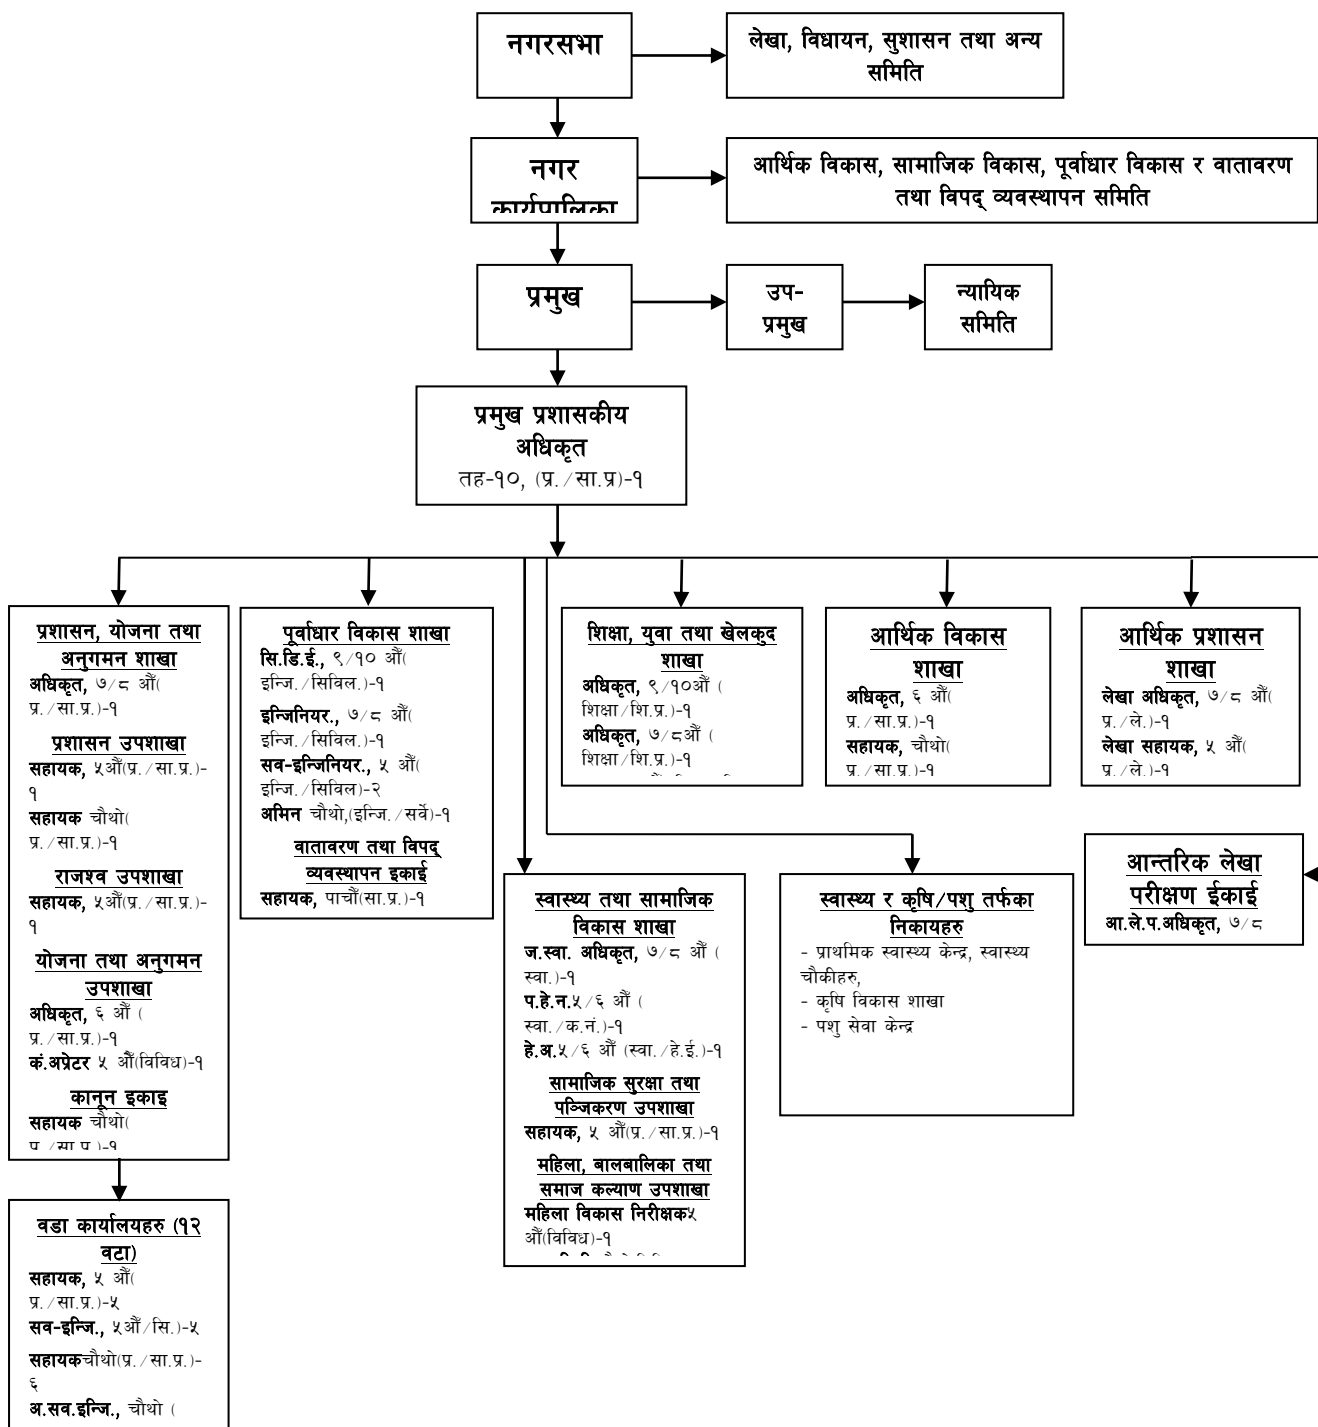 नगरसभा
लेखा, विधायन, सुशासन तथा अन्य
समिति
नगर
कार्यपालिका
आर्थिक विकास, सामाजिक विकास, पूर्वाधार विकास र वातावरण
तथा विपद् व्यवस्थापन समिति
प्रमुख
उप-
प्रमुख
न्यायिक
समिति
प्रमुख प्रशासकीय
अधिकृत
तह-१०, (प्र./सा.प्र)-१
प्रशासन, योजना तथा
अनुगमन शाखा
अधिकृत, ७/८ औँ(
प्र./सा.प्र.)-१
प्रशासन उपशाखा
सहायक, ५औँ(प्र./सा.प्र.)-
१
सहायक चौथो(
प्र./सा.प्र.)-१
राजश्व उपशाखा
सहायक, ५औँ(प्र./सा.प्र.)-
१
योजना तथा अनुगमन
उपशाखा
अधिकृत, ६ औँ (
प्र./सा.प्र.)-१
कं.अप्रेटर ५ औँ(विविध)-१
कानून इकाइ
सहायक चौथो(
प्र./सा.प्र.)-१
वडा कार्यालयहरु (१२
वटा)
सहायक, ५ औँ(
प्र./सा.प्र.)-५
सव-इन्जि., ५औँ/सि.)-५
सहायकचौथो(प्र./सा.प्र.)-
६
अ.सव.इन्जि., चौथो (
पूर्वाधार विकास शाखा
सि.डि.ई., ९/१० औँ(
इन्जि./सिविल.)-१
इन्जिनियर., ७/८ औँ(
इन्जि./सिविल.)-१
सव-इन्जिनियर., ५ औँ(
इन्जि./सिविल)-२
अमिन चौथो,(इन्जि./सर्वे)-१
वातावरण तथा विपद्
व्यवस्थापन इकाई
सहायक, पाचौँ(सा.प्र.)-१
स्वास्थ्य तथा सामाजिक
विकास शाखा
ज.स्वा. अधिकृत, ७/८ औँ (
स्वा.)-१
प.हे.न.५/६ औँ (
स्वा./क.नं.)-१
हे.अ.५/६ औँ (स्वा./हे.ई.)-१
सामाजिक सुरक्षा तथा
पञ्जिकरण उपशाखा
सहायक, ५ औँ(प्र./सा.प्र.)-१
महिला, बालबालिका तथा
समाज कल्याण उपशाखा
महिला विकास निरीक्षक५
औँ(विविध)-१
शिक्षा, युवा तथा खेलकुद
शाखा
अधिकृत, ९/१०औँ (
शिक्षा/शि.प्र.)-१
अधिकृत, ७/८औँ (
शिक्षा/शि.प्र.)-१
स्वास्थ्य र कृषि/पशु तर्फका
निकायहरु
- प्राथमिक स्वास्थ्य केन्द्र, स्वास्थ्य
चौकीहरु,
- कृषि विकास शाखा
- पशु सेवा केन्द्र
आर्थिक विकास
शाखा
अधिकृत, ६ औँ(
प्र./सा.प्र.)-१
सहायक, चौथो(
प्र./सा.प्र.)-१
आर्थिक प्रशासन
शाखा
लेखा अधिकृत, ७/८ औँ(
प्र./ले.)-१
लेखा सहायक, ५ औँ(
प्र./ले.)-१
आन्तरिक लेखा
परीक्षण ईकाई
आ.ले.प.अधिकृत, ७/८